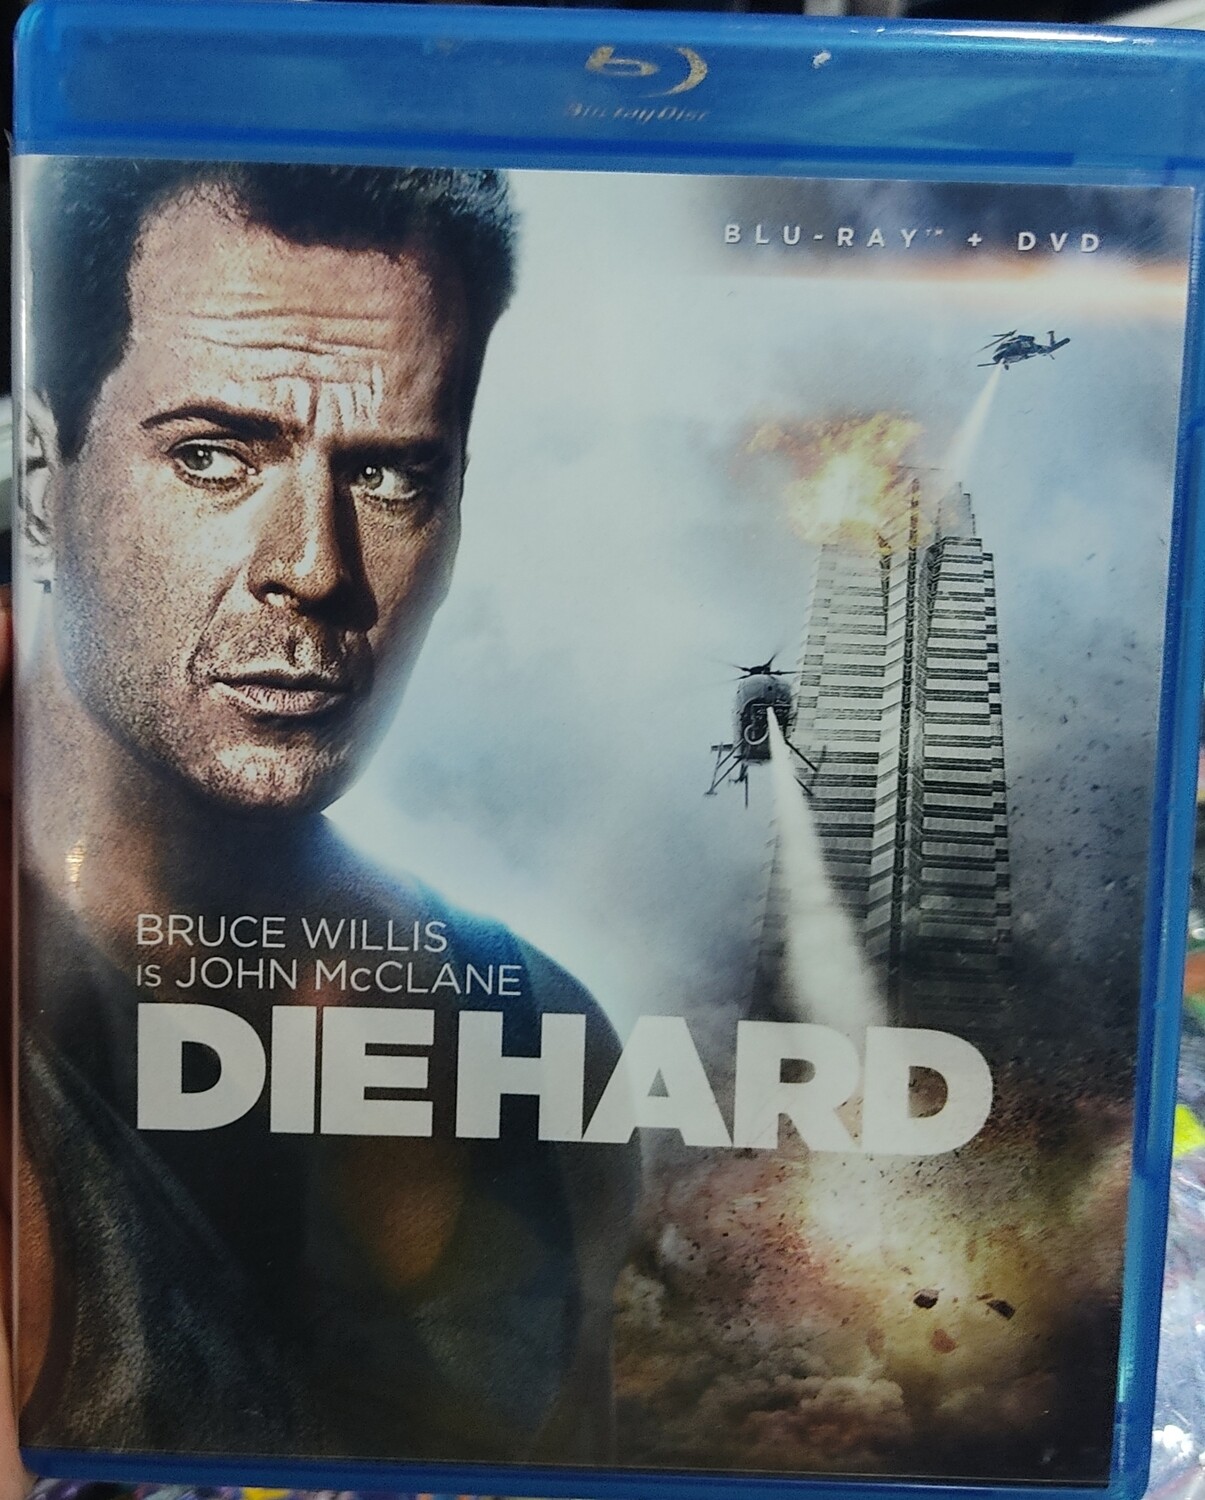 Blu-ray Disc
BLU-RAY™ + DVD
BRUCE WILLIS
IS JOHN McCLANE
DIE HARD